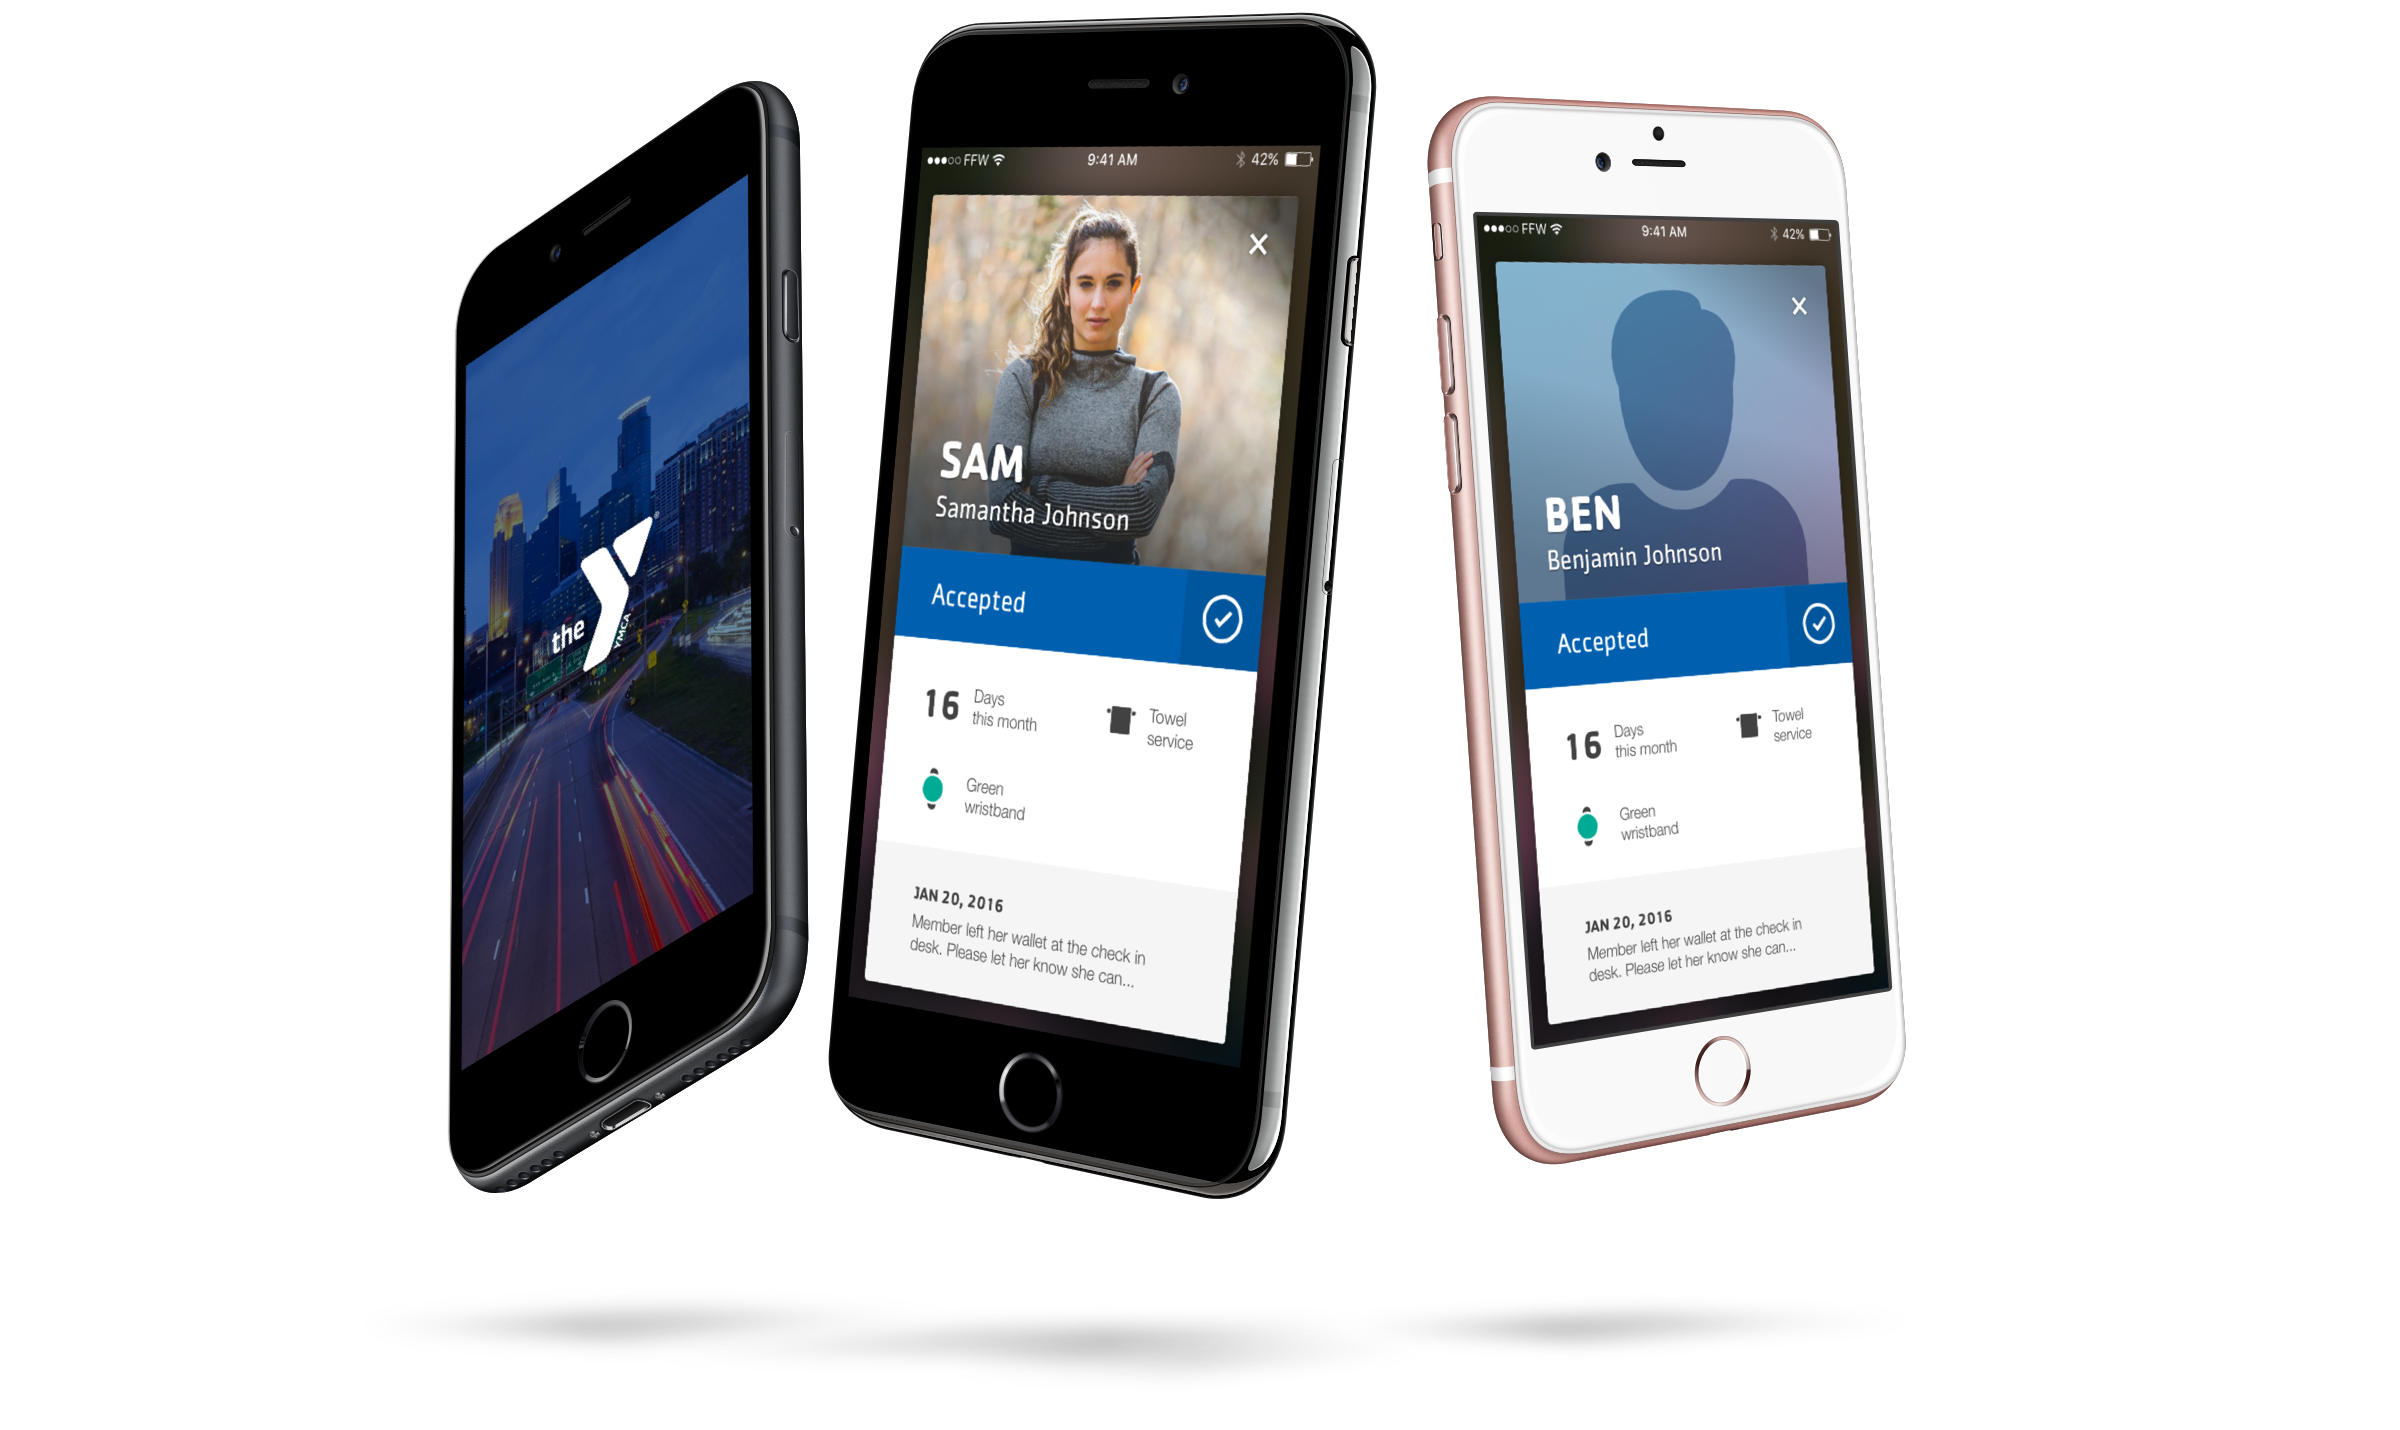 the
YMCA
®
FFW
9:41 AM
42%
SAM
Samantha Johnson
Accepted
16
Days
this month
Towel
service
Green
wristband
JAN 20, 2016
Member left her wallet at the check in
desk. Please let her know she can...
FFW
9:41 AM
42%
BEN
Benjamin Johnson
Accepted
16
Days
this month
Towel
service
Green
wristband
JAN 20, 2016
Member left her wallet at the check in
desk. Please let her know she can...